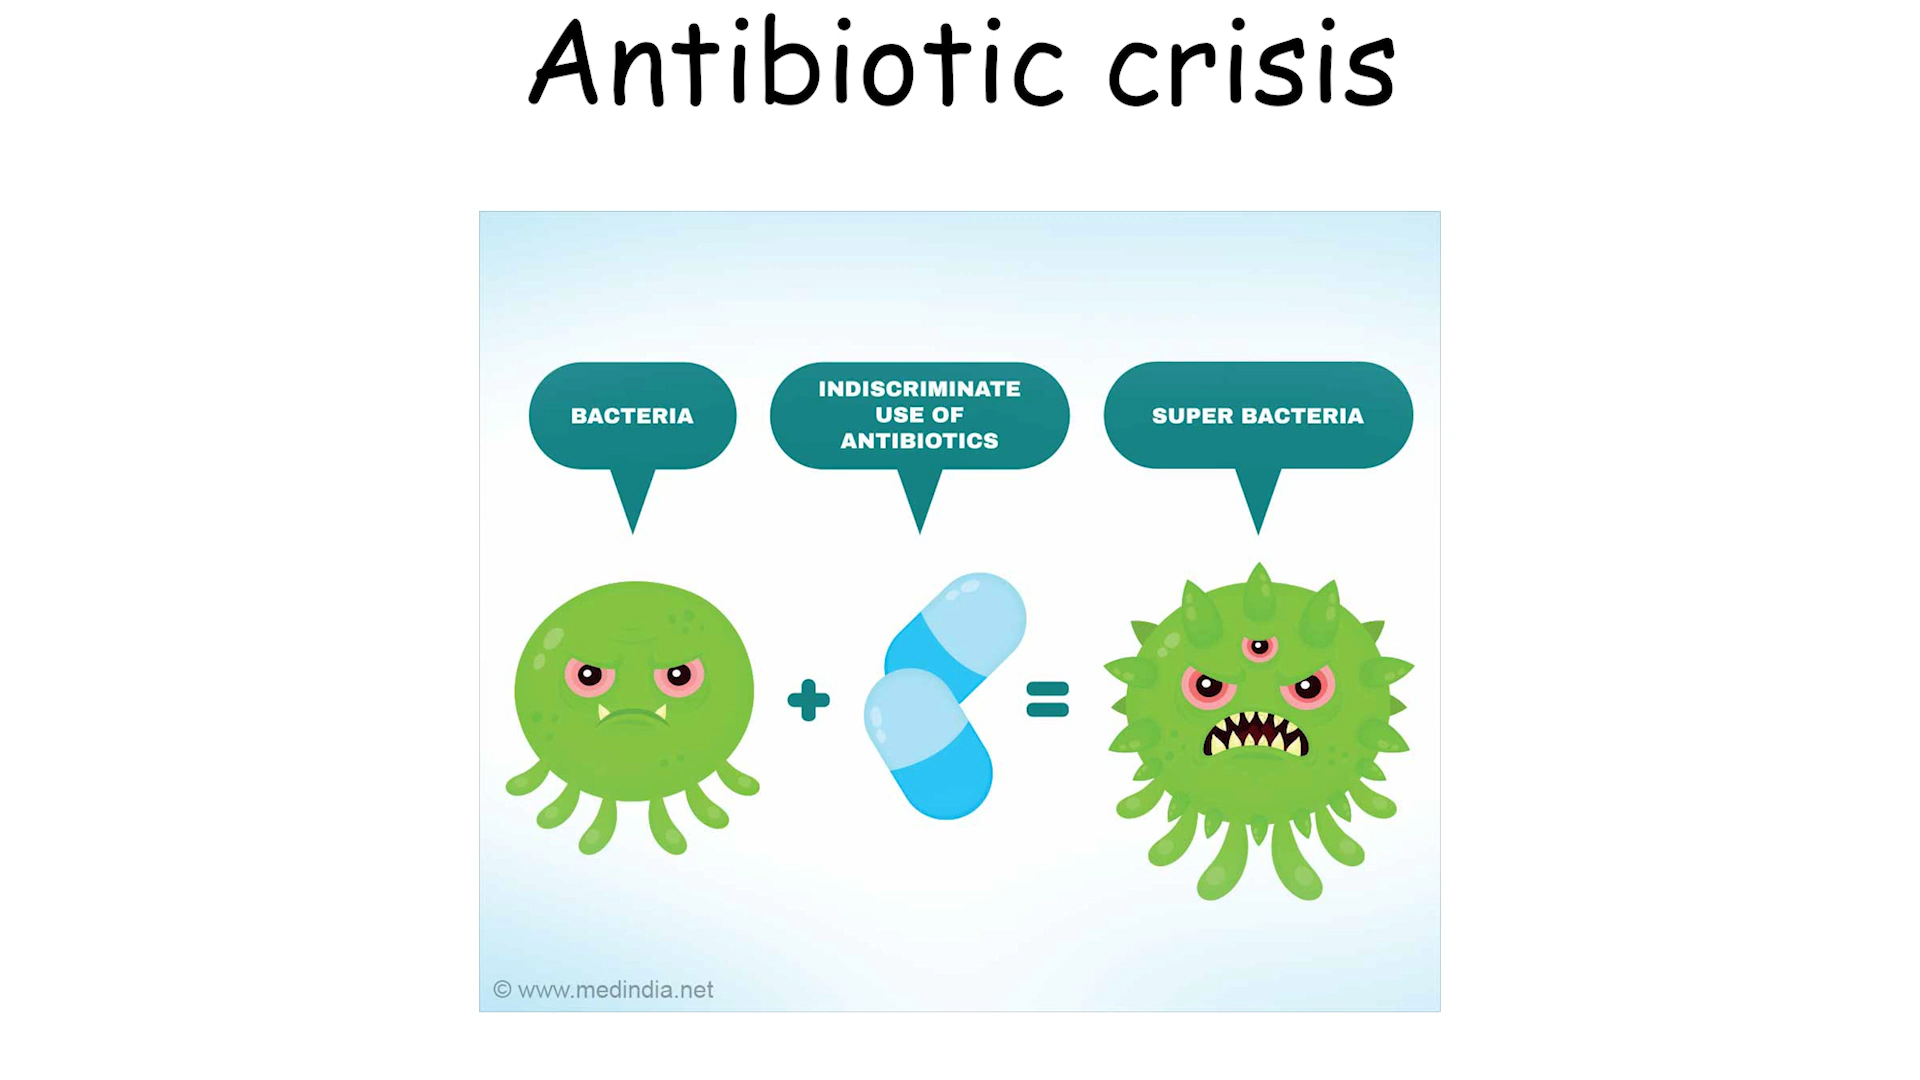 Antibiotic crisis
BACTERIA
INDISCRIMINATE
USE OF
ANTIBIOTICS
SUPER BACTERIA
© www.medindia.net